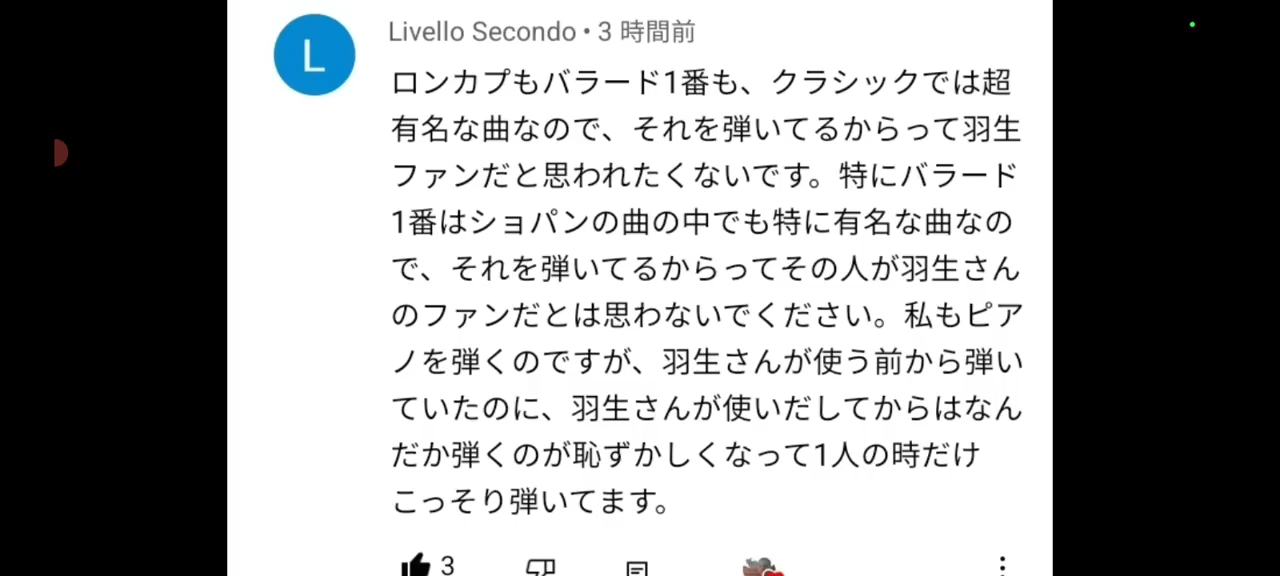 L
Livello Secondo • 3 時間前
ロンカプもバラード1番も、クラシックでは超
有名な曲なので、それを弾いてるからって羽生
ファンだと思われたくないです。特にバラード
1番はショパンの曲の中でも特に有名な曲なの
で、それを弾いてるからってその人が羽生さん
のファンだとは思わないでください。私もピア
ノを弾くのですが、羽生さんが使う前から弾い
ていたのに、羽生さんが使いだしてからはなん
だか弾くのが恥ずかしくなって1人の時だけ
こっそり弾いてます。
3